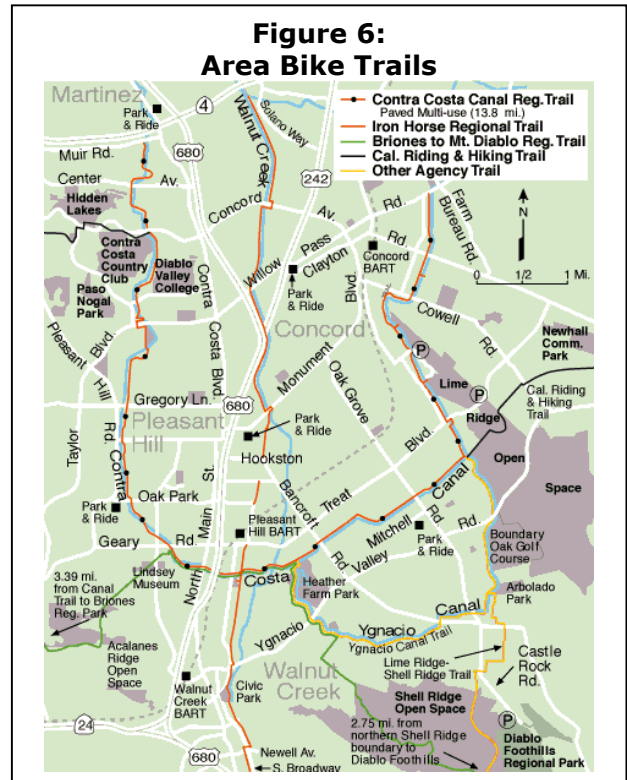 Figure 6:
Area Bike Trails
Contra Costa Canal Reg. Trail
Paved Multi-use (13.8 mi.)
Iron Horse Regional Trail
Briones to Mt. Diablo Reg. Trail
Cal. Riding & Hiking Trail
Other Agency Trail
Martinez
Park
& Ride
4
Walnut Creek
Solano Way
680
242
Muir Rd.
Center
Av.
Hidden
Lakes
Concord
Av.
Farm
Bureau Rd.
N
0
1/2
1 Mi.
Contra
Costa
Country
Club
Diablo
Valley
College
Paso
Nogal
Park
Contra
Costa Blvd.
Willow
Pass
Rd.
Clayton
Rd.
Concord
BART
Park
& Ride
Blvd.
Concord
Cowell
Rd.
P
Newhall
Comm.
Park
Pleasant
Hill
Blvd.
Monument
Oak Grove
Lime
P
Ridge
Cal. Riding
& Hiking
Trail
Gregory Ln.
680
Pleasant
Hill
Taylor
Rd.
Contra
Park
& Ride
Hookston
Blvd.
Open
Space
Oak Park
Main
St.
Bancroft
Rd.
Treat
Canal
Park
& Ride
Pleasant
Hill BART
Mitchell
Rd.
Park
& Ride
Geary
Rd.
North
Valley
Rd.
Boundary
Oak Golf
Course
3.39 mi.
from Canal
Trail to Briones
Reg. Park
Lindsey
Museum
Costa
Heather
Farm Park
Arbolado
Park
Acalanes
Ridge
Open
Space
Ygnacio
Ygnacio
Canal
Ygnacio Canal Trail
Lime Ridge-
Shell Ridge Trail
Castle
Rock
Rd.
Walnut
Creek
Walnut
Creek
BART
Civic
Park
Shell Ridge
Open Space
24
2.75 mi. from
northern Shell Ridge
boundary to
Diablo Foothills
P
Diablo
Foothills
Regional Park
680
Newell Av.
S. Broadway